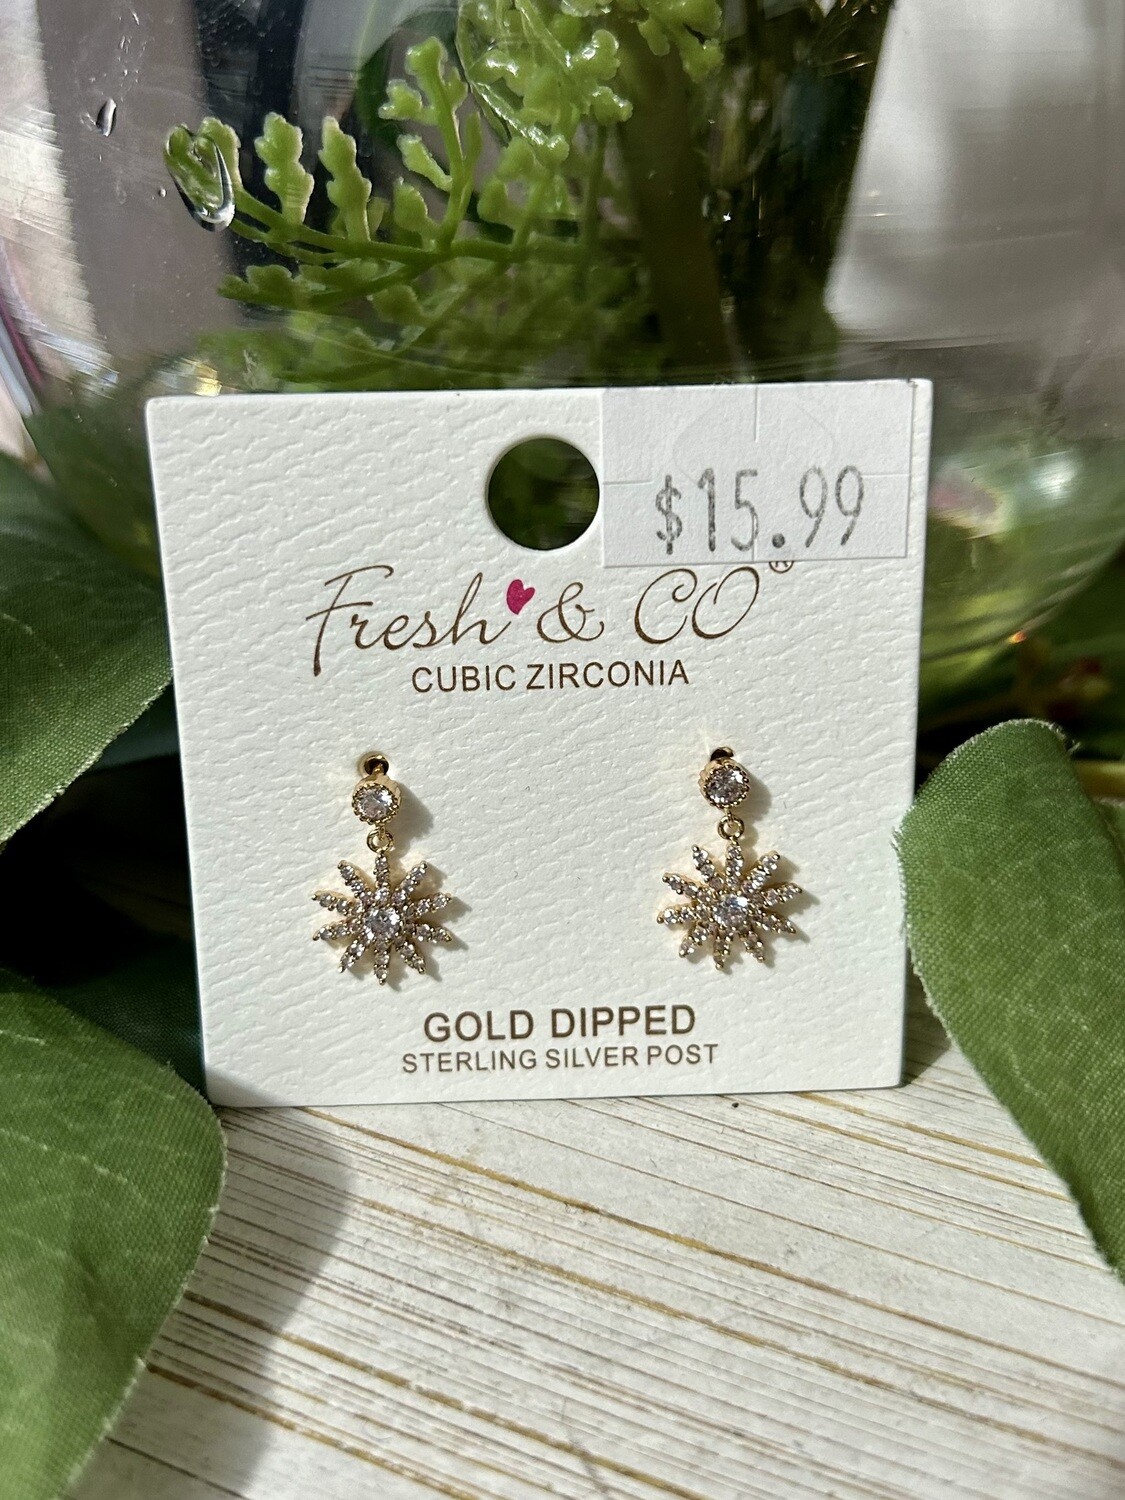 $15.99
Fresh & CO®
CUBIC ZIRCONIA
GOLD DIPPED
STERLING SILVER POST